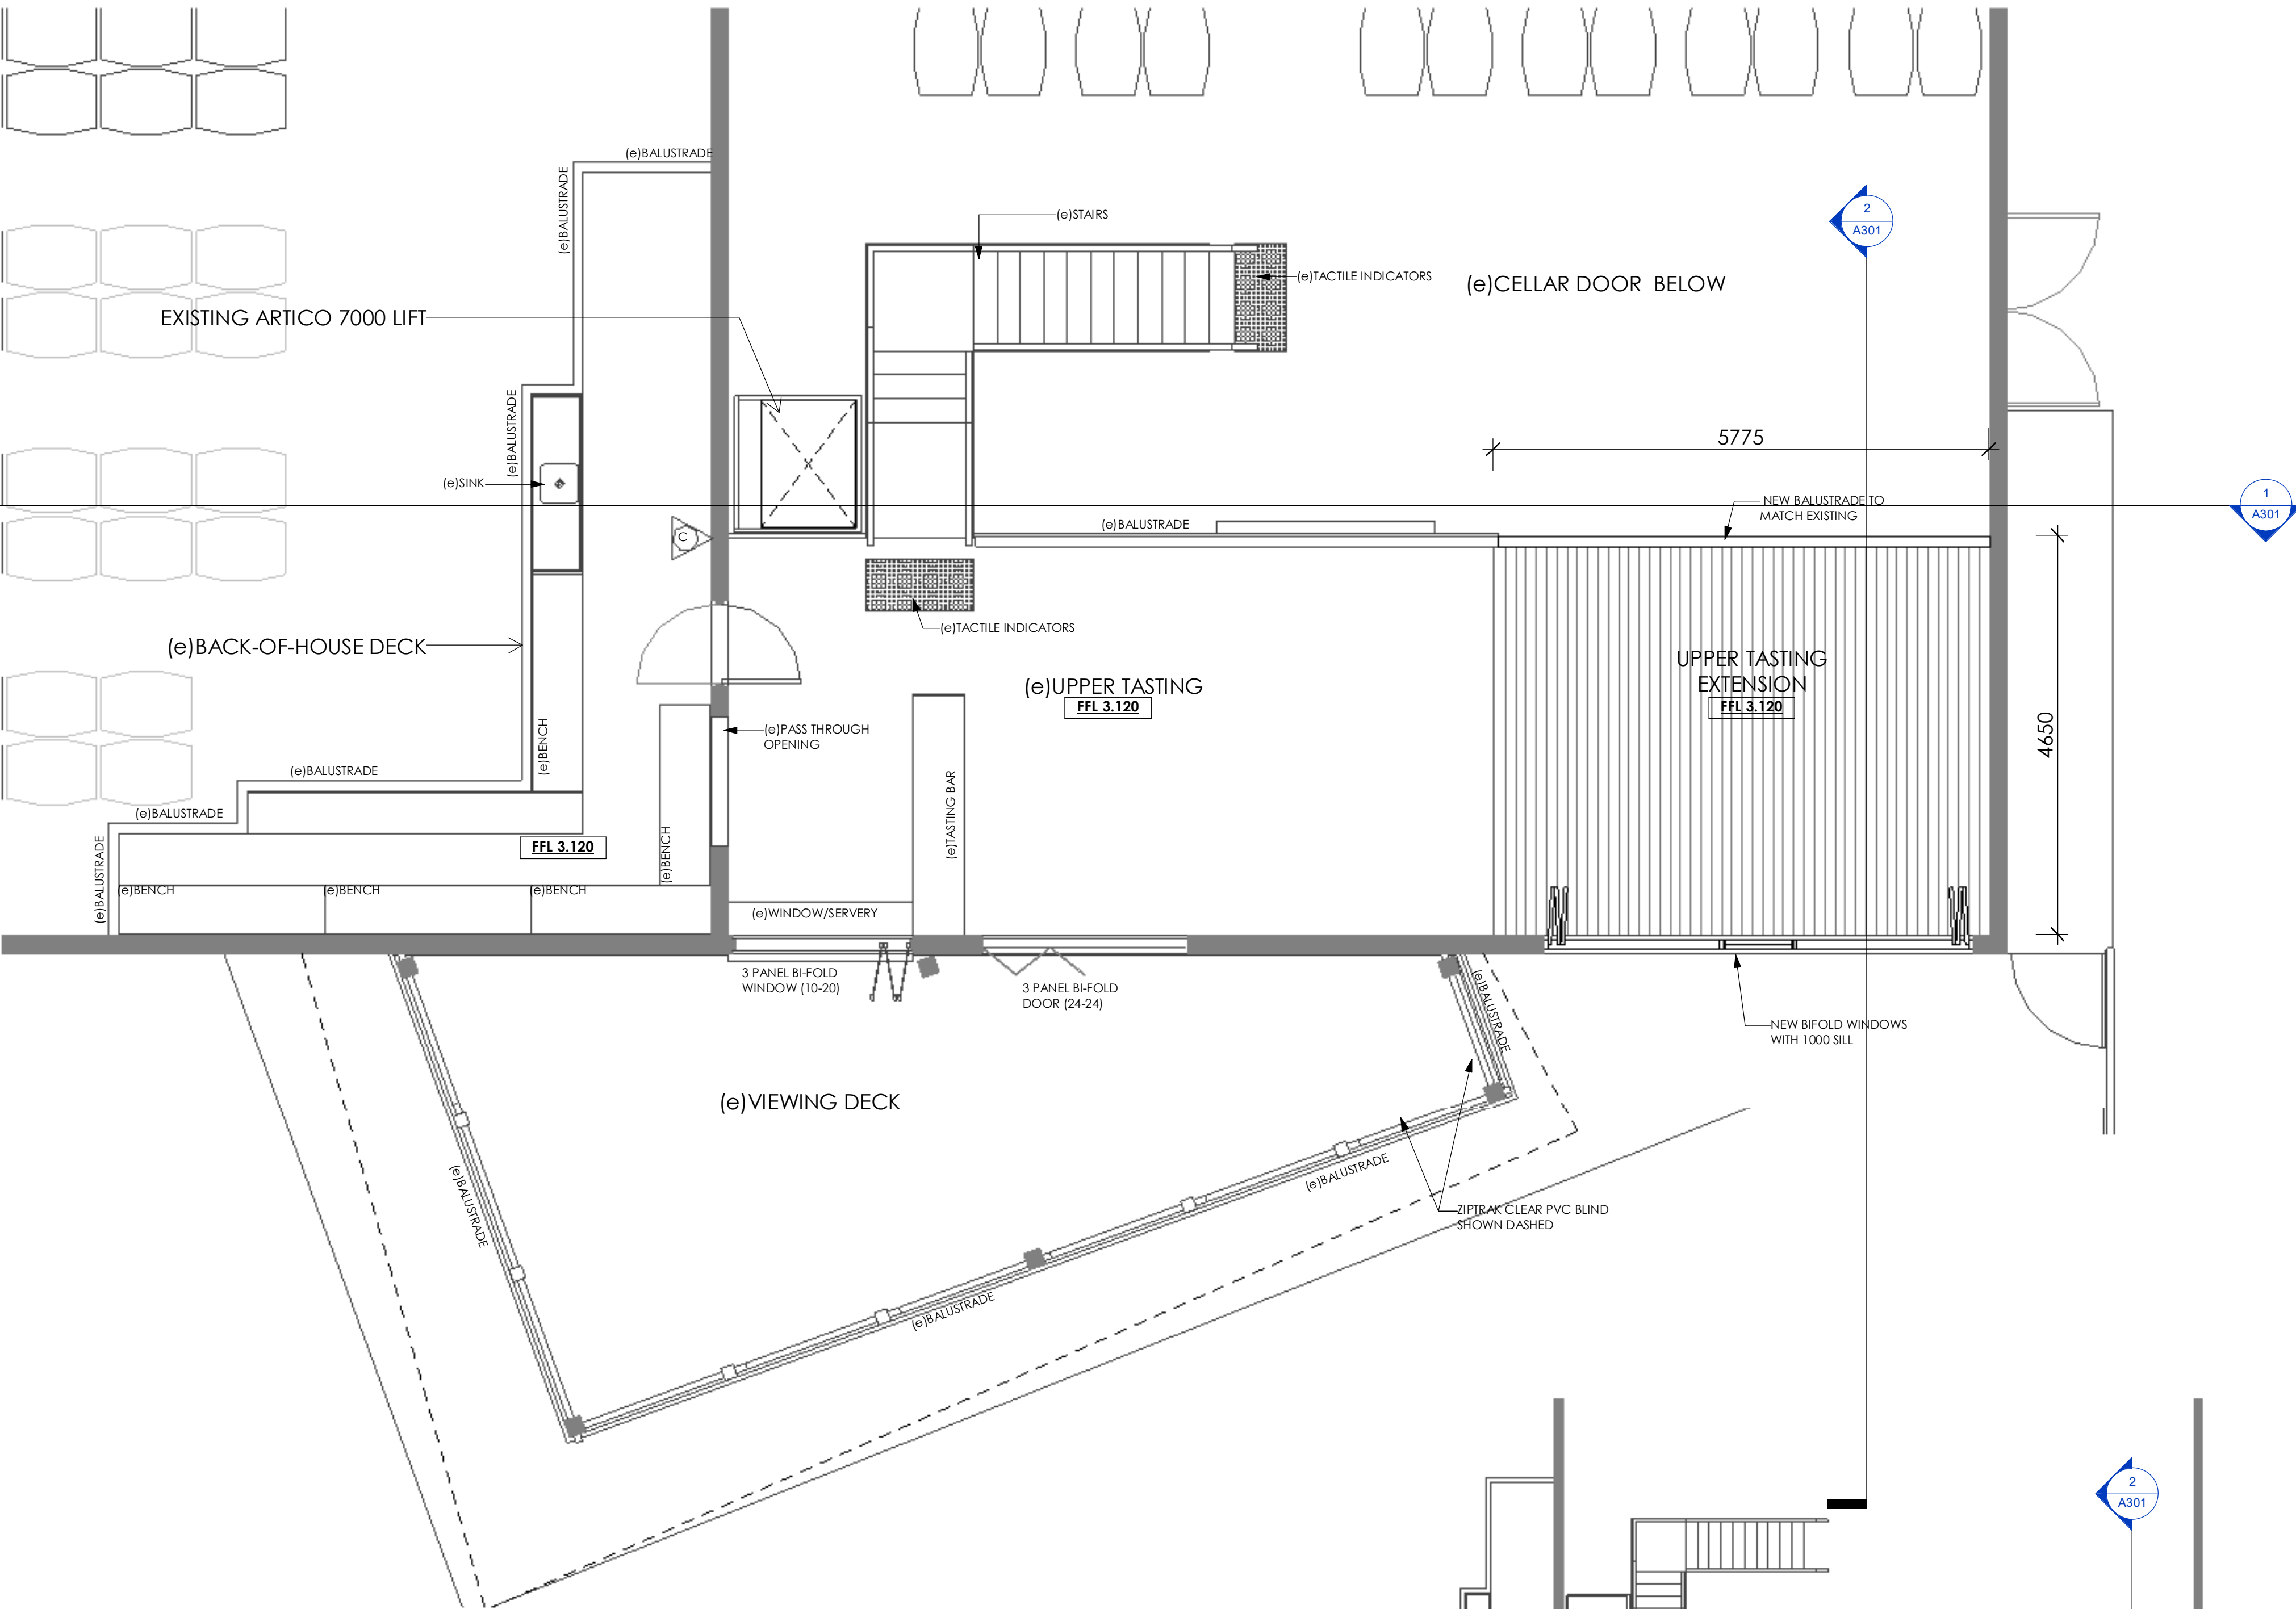 (e)BALUSTRADE
(e)BALUSTRADE
(e)STAIRS
2
A301
(e)TACTILE INDICATORS
(e)CELLAR DOOR BELOW
EXISTING ARTICO 7000 LIFT
(e)BALUSTRADE
5775
(e)SINK
NEW BALUSTRADE TO
MATCH EXISTING
1
A301
(e)BALUSTRADE
C
(e)TACTILE INDICATORS
(e)BACK-OF-HOUSE DECK
(e)UPPER TASTING
FFL 3.120
UPPER TASTING
EXTENSION
FFL 3.120
4650
(e)BENCH
(e)PASS THROUGH
OPENING
(e)BALUSTRADE
(e)TASTING BAR
(e)BALUSTRADE
FFL 3.120
(e)BENCH
(e)BALUSTRADE
(e)BENCH
(e)BENCH
(e)BENCH
(e)WINDOW/SERVERY
3 PANEL BI-FOLD
WINDOW (10-20)
3 PANEL BI-FOLD
DOOR (24-24)
(e)BALUSTRADE
NEW BIFOLD WINDOWS
WITH 1000 SILL
(e)VIEWING DECK
(e)BALUSTRADE
(e)BALUSTRADE
ZIPTRAK CLEAR PVC BLIND
SHOWN DASHED
(e)BALUSTRADE
2
A301